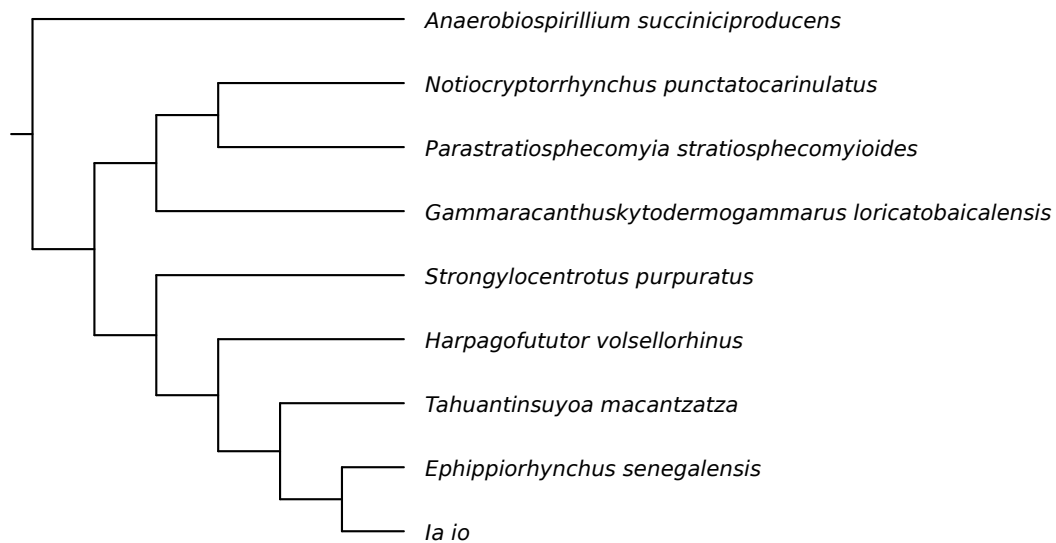 Anaerobiospirillium succiniciproducens
Notiocryptorrhynchus punctatocarinulatus
Parastratiosphecomyia stratiosphecomyioides
Gammaracanthuskytodermogammarus loricatobaicalensis
Strongylocentrotus purpuratus
Harpagofututor volsellorhinus
Tahuantinsuyoa macantzatza
Ephippiorhynchus senegalensis
Ia io